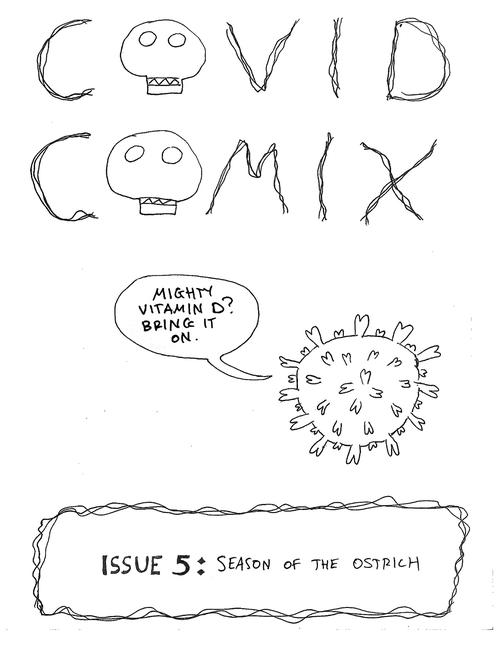 COVID
COMIX
MIGHTY
VITAMIN D?
BRING IT
ON.
ISSUE 5: SEASON OF THE OSTRICH